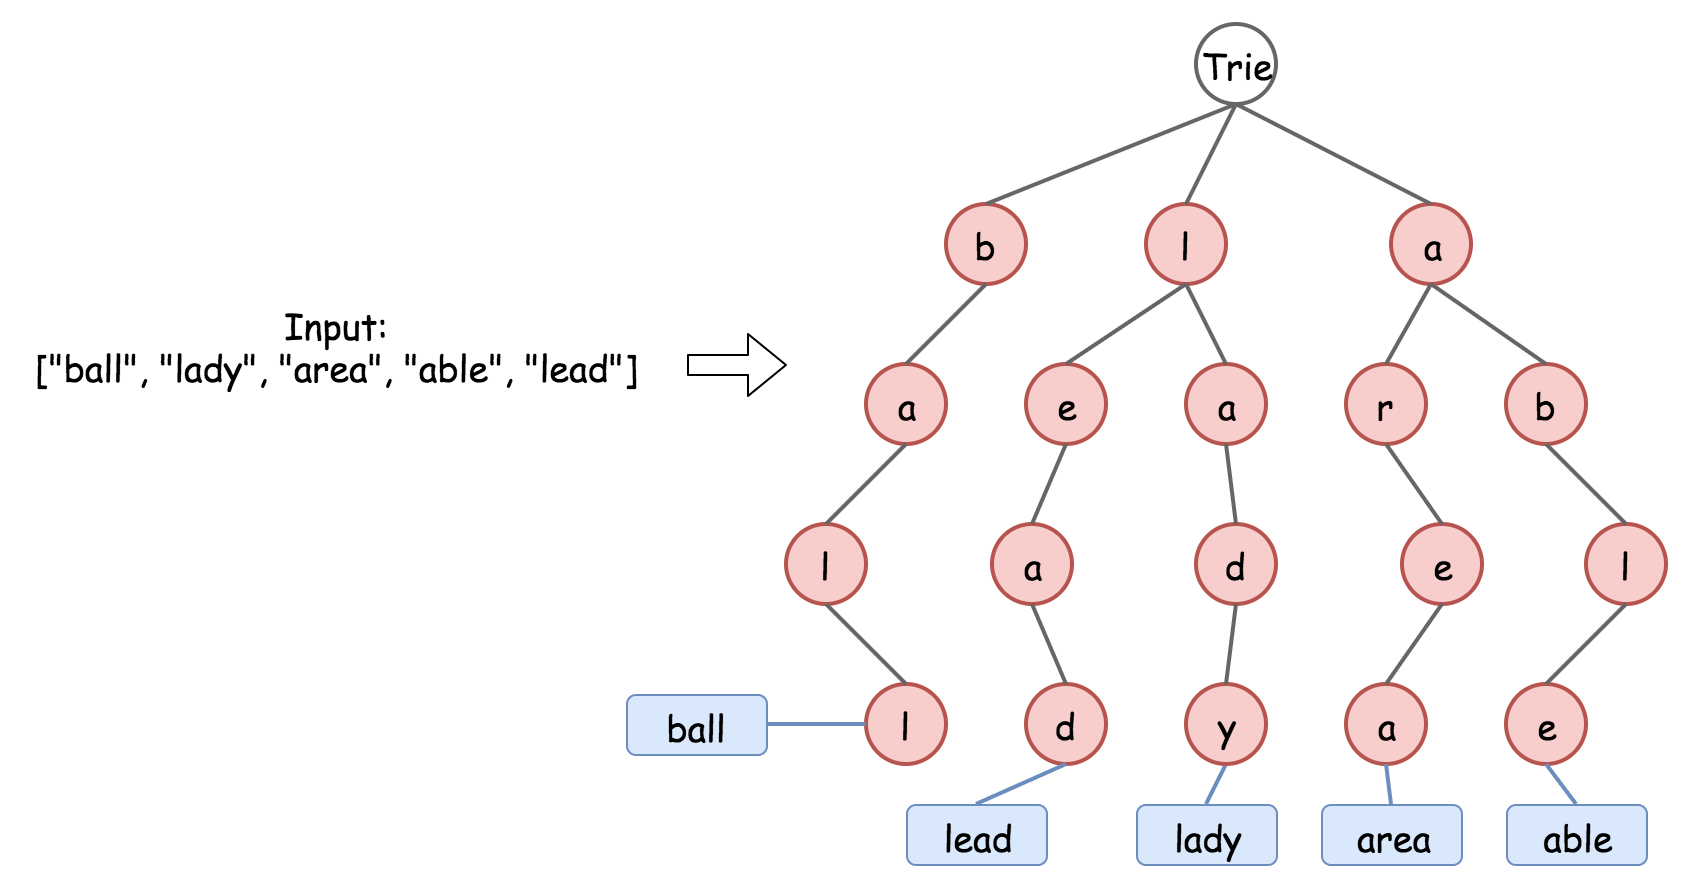 Trie
b
l
a
Input:
["ball", "lady", "area", "able", "lead"]
a
e
a
r
b
l
a
d
e
l
ball
l
d
y
a
e
lead
lady
area
able